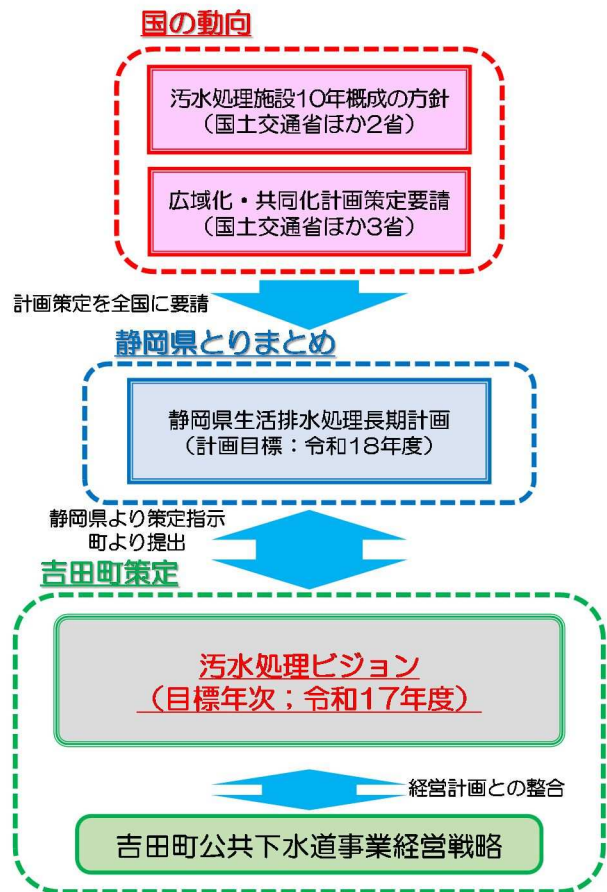 国の動向
汚水処理施設10年概成の方針
（国土交通省ほか2省）
広域化・共同化計画策定要請
（国土交通省ほか3省）
計画策定を全国に要請
静岡県とりまとめ
静岡県生活排水処理長期計画
（計画目標：令和18年度）
静岡県より策定指示
町より提出
吉田町策定
汚水処理ビジョン
（目標年次；令和17年度）
経営計画との整合
吉田町公共下水道事業経営戦略